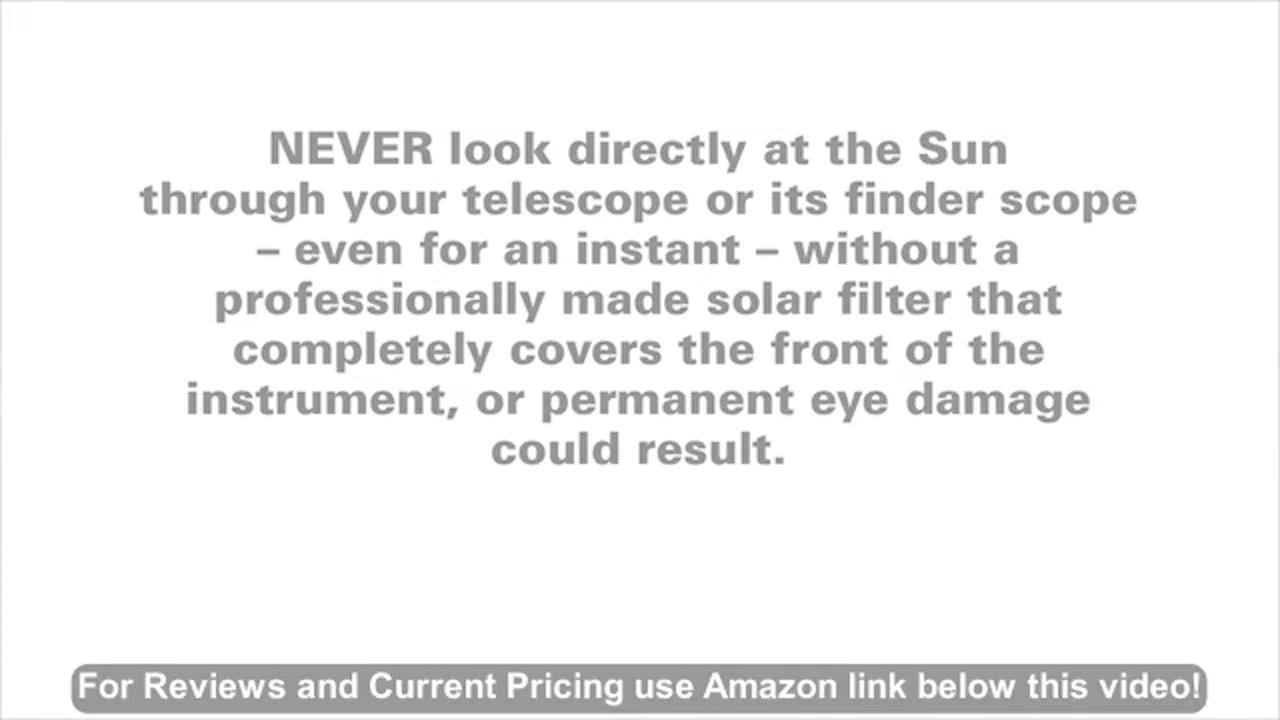 NEVER look directly at the Sun
through your telescope or its finder scope
– even for an instant – without a
professionally made solar filter that
completely covers the front of the
instrument, or permanent eye damage
could result.
For Reviews and Current Pricing use Amazon link below this video!